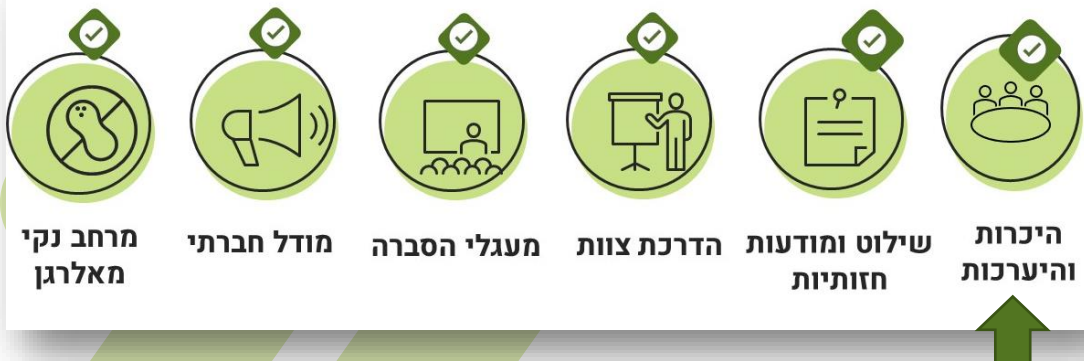 היכרות
והיערכות
שילוט ומודעות
חזותיות
הדרכת צוות
מעגלי הסברה
מודל חברתי
מרחב נקי
מאלרגן